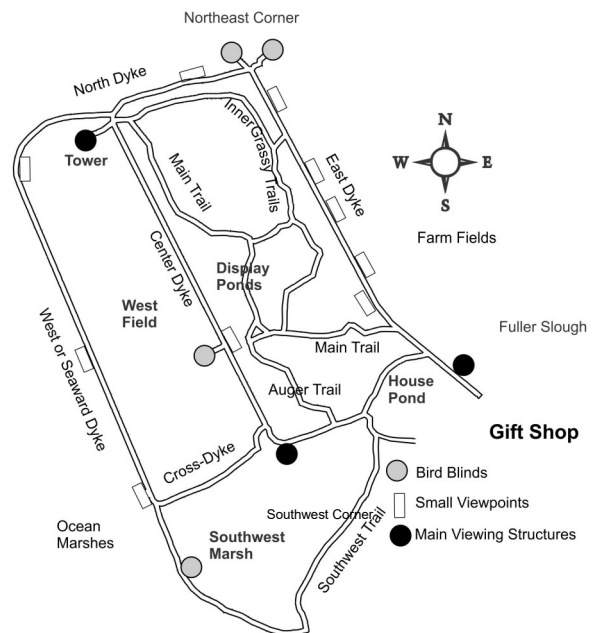 Northeast Corner
North Dyke
Tower
Inner Grassy Trails
Main Trail
East Dyke
N
W
E
S
Farm Fields
Center Dyke
Display
Ponds
West
Field
West or Seaward Dyke
Fuller Slough
Main Trail
Auger Trail
House
Pond
Gift Shop
Cross-Dyke
Bird Blinds
Small Viewpoints
Main Viewing Structures
Ocean
Marshes
Southwest Corner
Southwest
Marsh
Southwest Trail